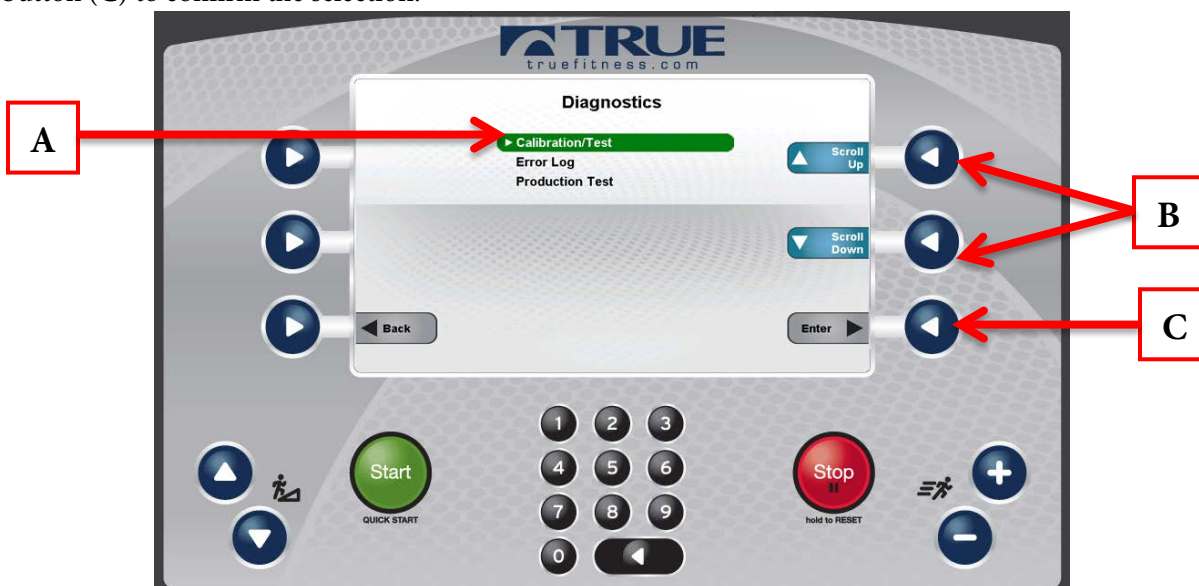 button (C) to confirm the selection.
TRUE
truefitness.com
Diagnostics
A
Calibration/Test
Error Log
Production Test
Scroll
Up
B
Scroll
Down
Back
Enter
C
1 2 3
Start
4 5 6
Stop
QUICK START
7 8 9
hold to RESET
0